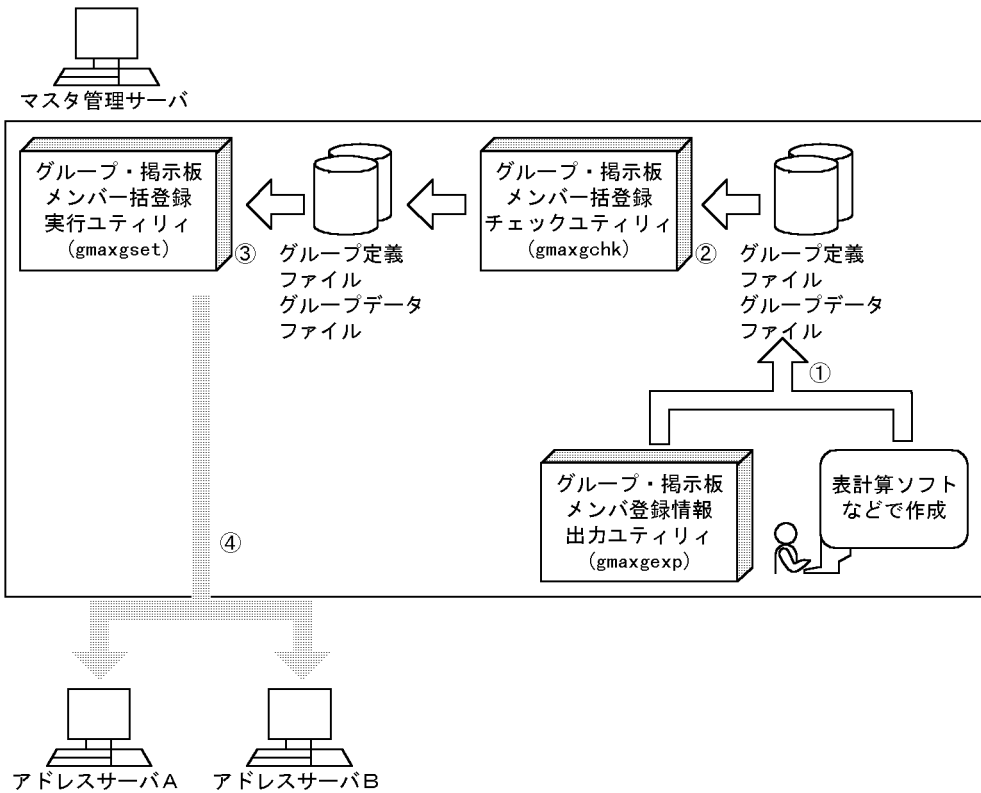 マスタ管理サーバ
グループ・掲示板
メンバ一括登録
実行ユティリィ
(gmaxgset)
③
グループ定義
ファイル
グループデータ
ファイル
グループ・掲示板
メンバ一括登録
チェックユティリィ
(gmaxgchk)
②
グループ定義
ファイル
グループデータ
ファイル
①
グループ・掲示板
メンバ登録情報
出力ユティリィ
(gmaxgexp)
表計算ソフト
などで作成
④
アドレスサーバA
アドレスサーバB